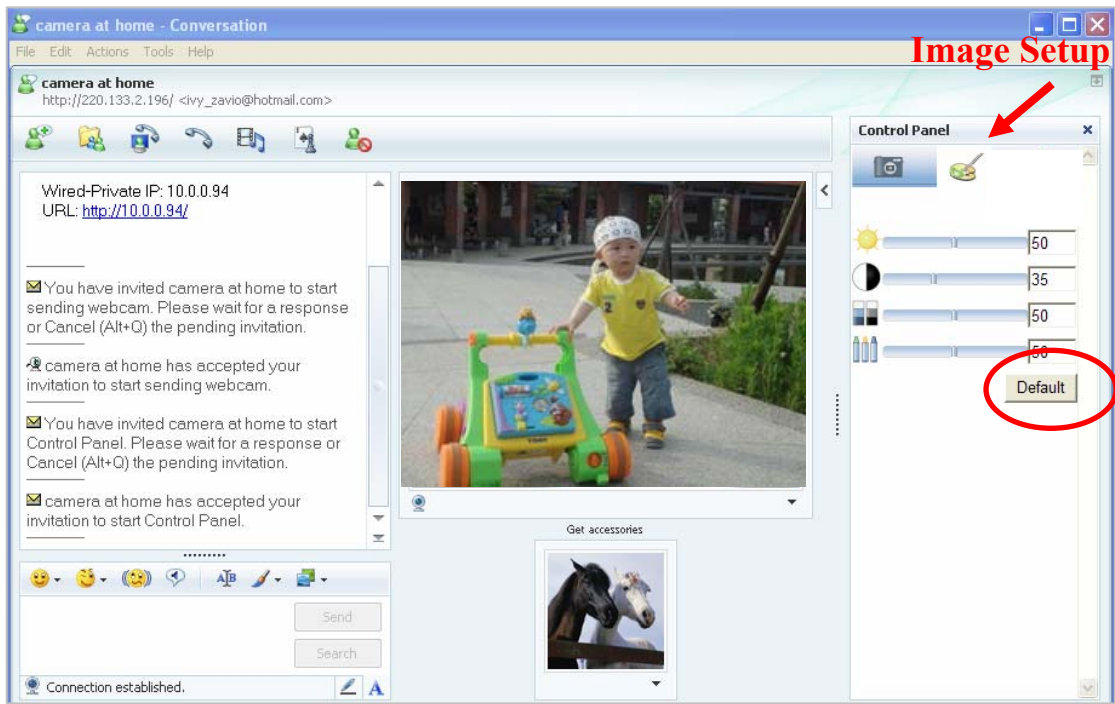 camera at home - Conversation
File Edit Actions Tools Help
Image Setup
camera at home
http://220.133.2.196/ <ivy_zavio@hotmail.com>
Control Panel
Wired-Private IP: 10.0.0.94
URL: http://10.0.0.94/
You have invited camera at home to start
sending webcam. Please wait for a response
or Cancel (Alt+Q) the pending invitation.
camera at home has accepted your
invitation to start sending webcam.
You have invited camera at home to start
Control Panel. Please wait for a response or
Cancel (Alt+Q) the pending invitation.
camera at home has accepted your
invitation to start Control Panel.
50
35
50
50
Default
Get accessories
Send
Search
Connection established.